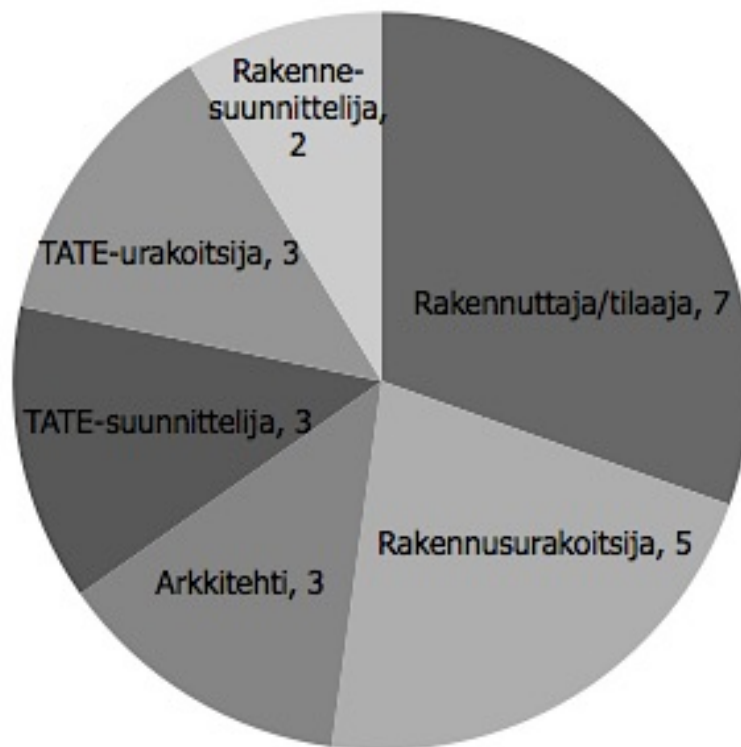 Rakenne-
suunnittelija,
2
Rakennuttaja/tilaaja, 7
TATE-urakoitsija, 3
TATE-suunnittelija, 3
Rakennusurakoitsija, 5
Arkkitehti, 3